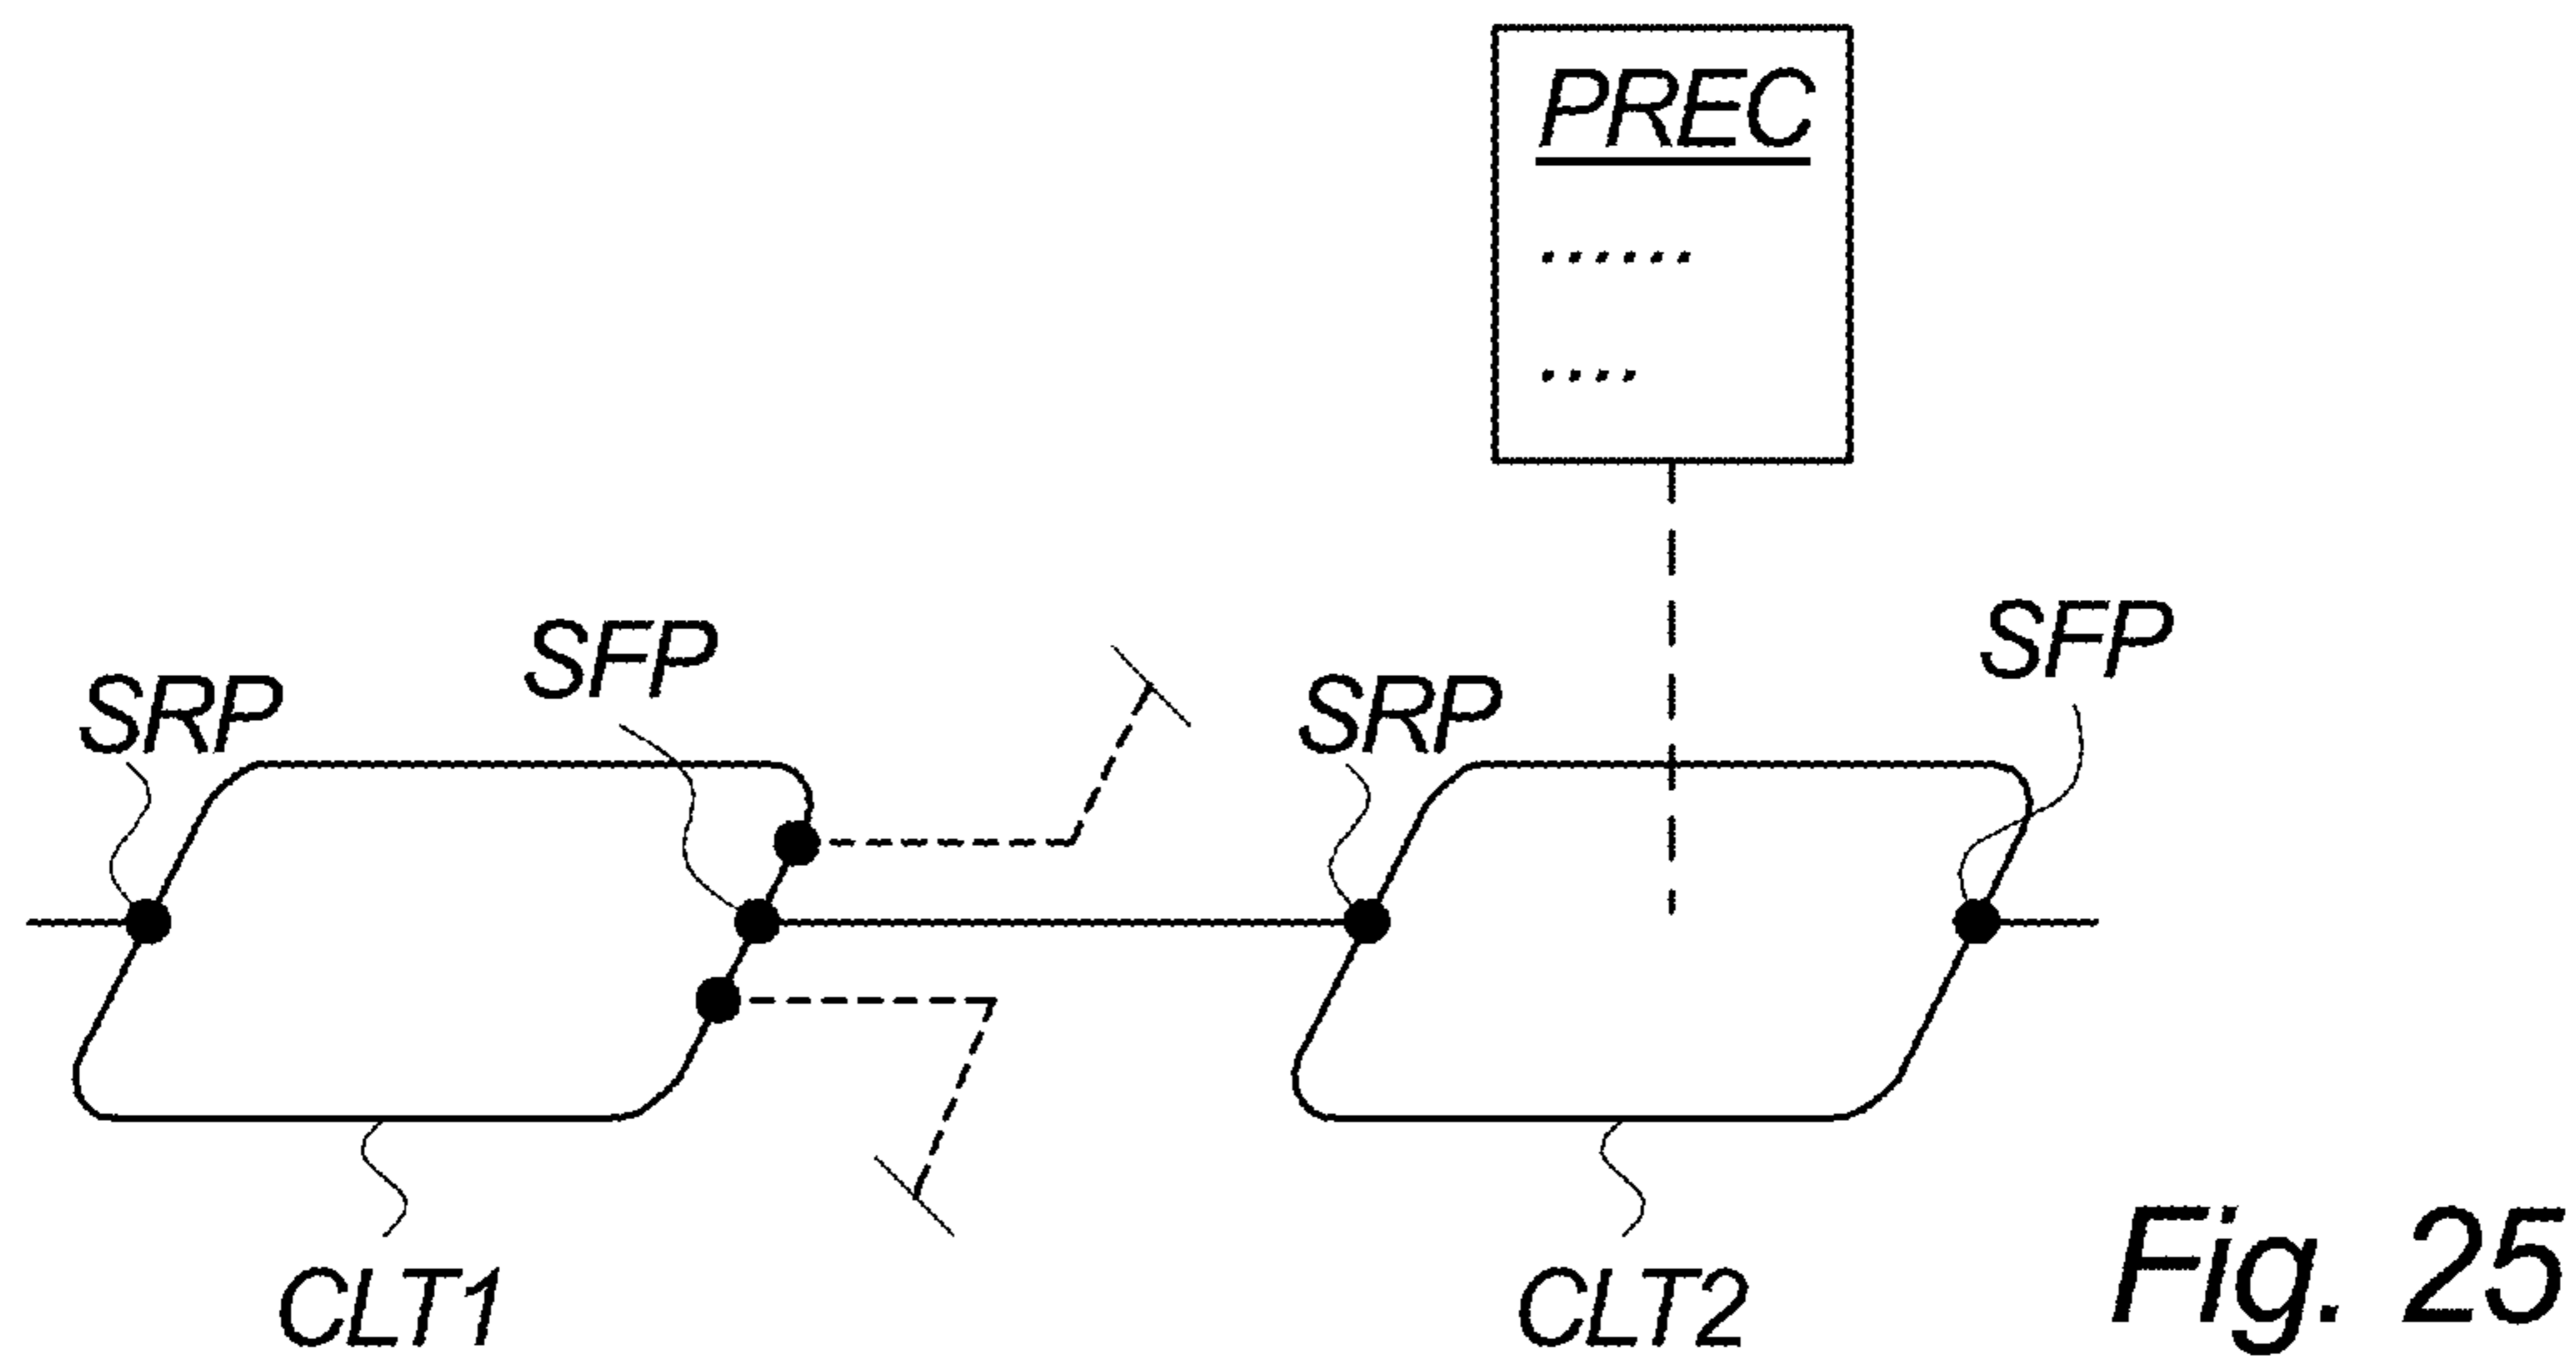 PREC
......
....
SFP
SFP
SRP
SRP
CLT1
CLT2
Fig. 25